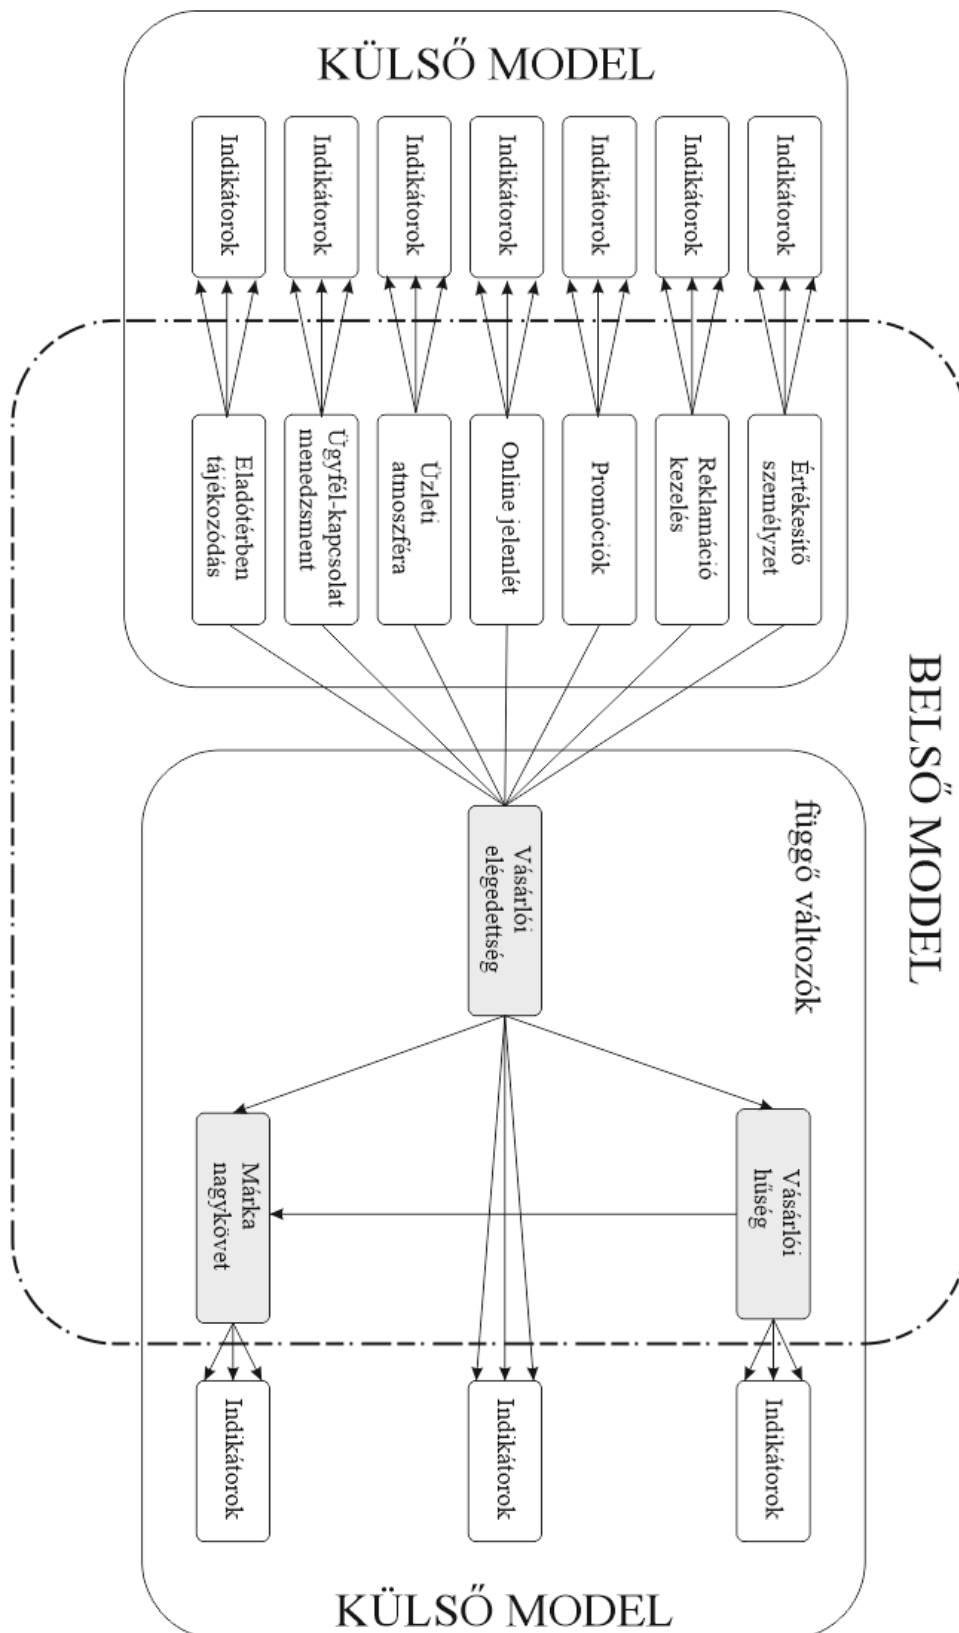 KÜLSŐ MODEL
Indikátorok
Indikátorok
Indikátorok
Indikátorok
Indikátorok
Indikátorok
Indikátorok
Eladótérben
tájékozódás
Ügyfél-kapcsolat
menedzsment
Üzleti
atmoszféra
Online jelenlét
Promóciók
Reklamáció
kezelés
Értékesítő
személyzet
BELSŐ MODEL
függő változók
Vásárlói
elégedettség
Márka
nagykövet
Vásárlói
hűség
Indikátorok
Indikátorok
Indikátorok
KÜLSŐ MODEL